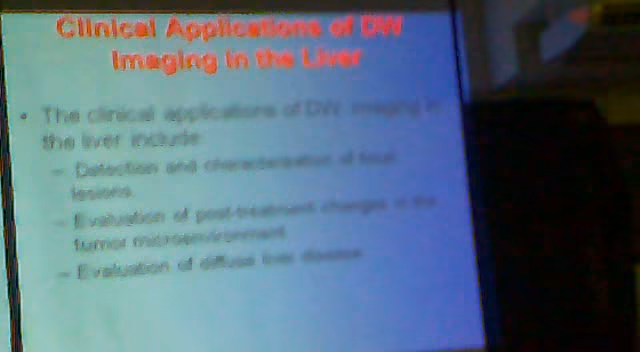 Clinical Applications of DW
Imaging in the Liver
• The clinical applications of DW imaging in
the liver include
– Detection and characterization of focal
lesions.
– Evaluation of post-treatment changes in the
tumor microenvironment
– Evaluation of diffuse liver disease